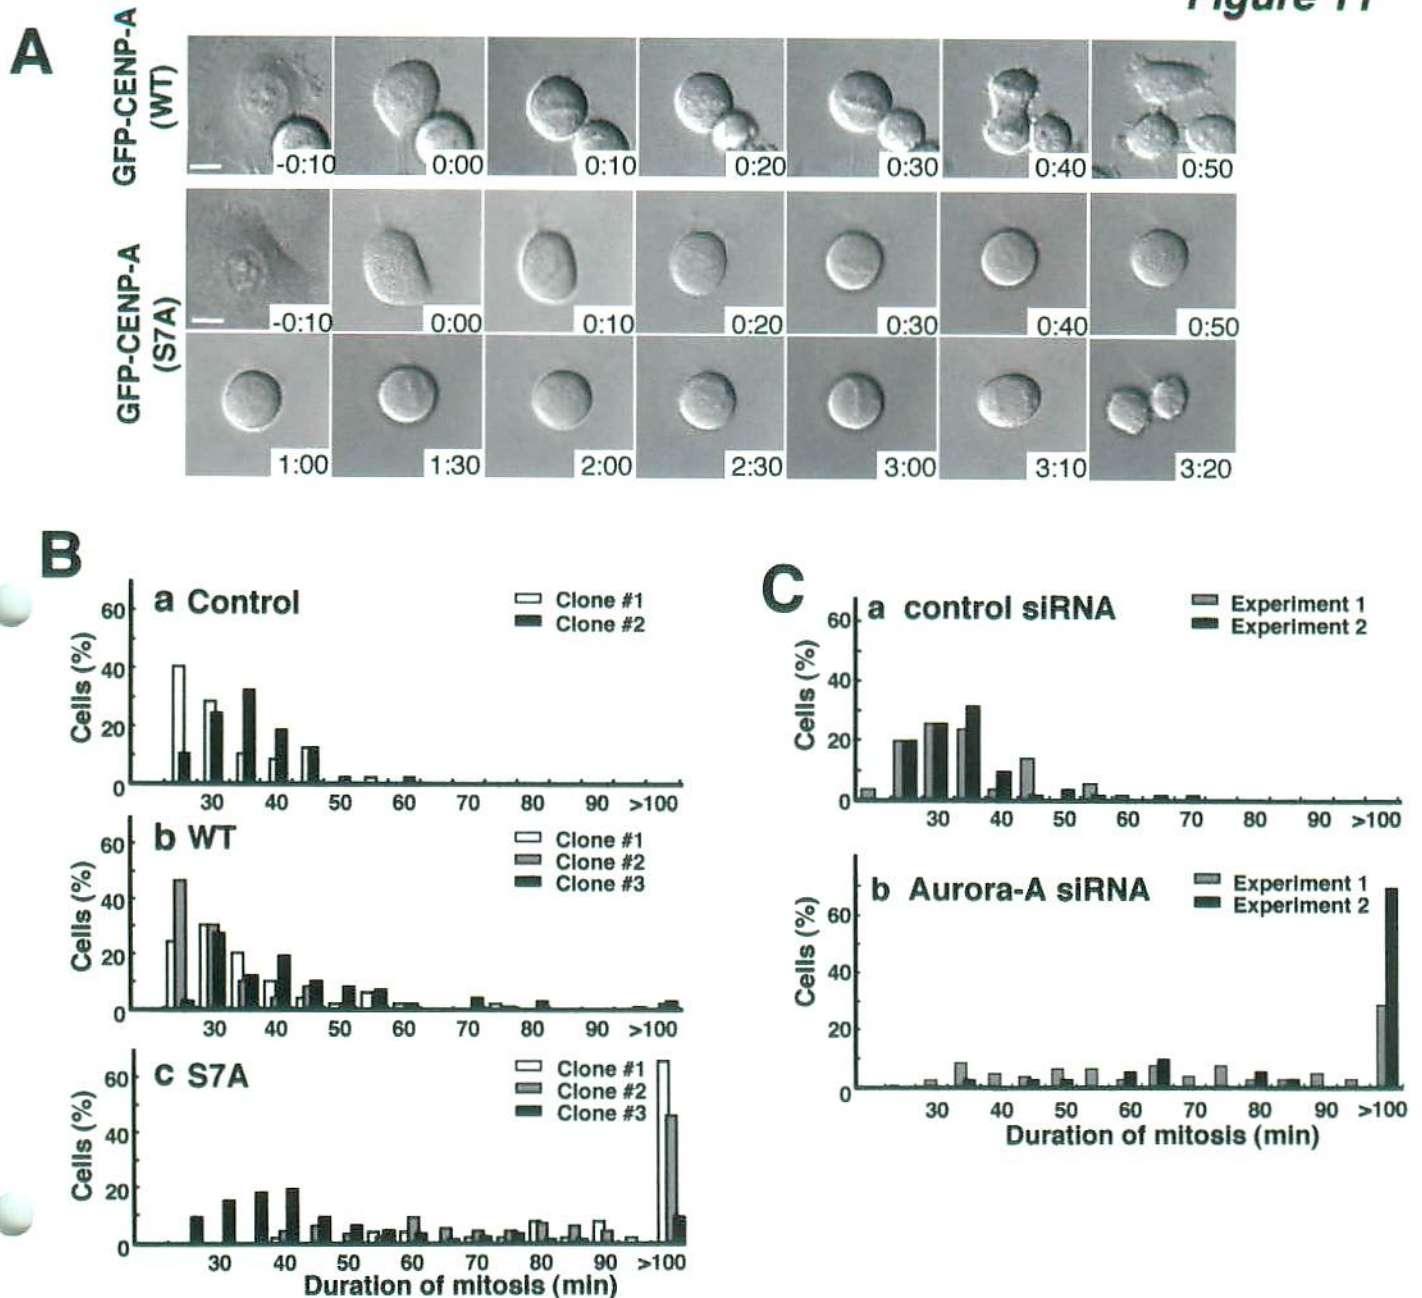 Figure 11
A
GFP-CENP-A
(WT)
-0:10 0:00 0:10 0:20 0:30 0:40 0:50
GFP-CENP-A
(S7A)
-0:10 0:00 0:10 0:20 0:30 0:40 0:50
1:00 1:30 2:00 2:30 3:00 3:10 3:20
B
a Control
Clone #1
Clone #2
Cells (%)
60
40
20
0
30 40 50 60 70 80 90 >100
b WT
Clone #1
Clone #2
Clone #3
Cells (%)
60
40
20
0
30 40 50 60 70 80 90 >100
c S7A
Clone #1
Clone #2
Clone #3
Cells (%)
60
40
20
0
30 40 50 60 70 80 90 >100
Duration of mitosis (min)
C
a control siRNA
Experiment 1
Experiment 2
Cells (%)
60
40
20
0
30 40 50 60 70 80 90 >100
b Aurora-A siRNA
Experiment 1
Experiment 2
Cells (%)
60
40
20
0
30 40 50 60 70 80 90 >100
Duration of mitosis (min)